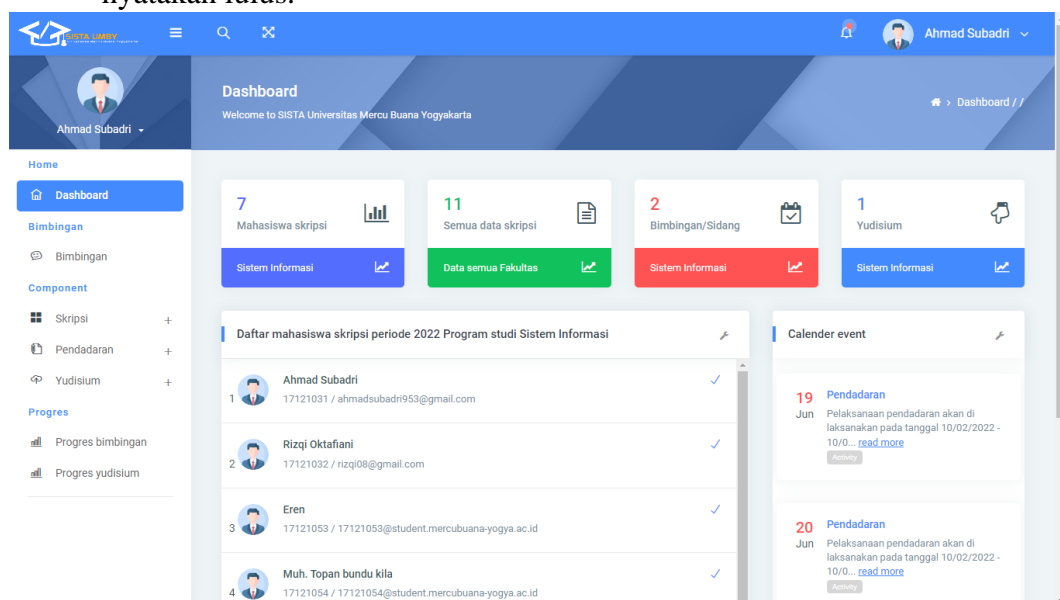 nyatakan lulus.
SISTA UMBY
Ahmad Subadri
Ahmad Subadri
Dashboard
Welcome to SISTA Universitas Mercu Buana Yogyakarta
> Dashboard / /
Home
Dashboard
Bimbingan
Bimbingan
Component
Skripsi +
Pendadaran +
Yudisium +
Progres
Progres bimbingan
Progres yudisium
7
Mahasiswa skripsi
Sistem Informasi
11
Semua data skripsi
Data semua Fakultas
2
Bimbingan/Sidang
Sistem Informasi
1
Yudisium
Sistem Informasi
Daftar mahasiswa skripsi periode 2022 Program studi Sistem Informasi
1
Ahmad Subadri
17121031 / ahmadsubadri953@gmail.com
2
Rizqi Oktafiani
17121032 / rizqi08@gmail.com
3
Eren
17121053 / 17121053@student.mercubuana-yogya.ac.id
4
Muh. Topan bundu kila
17121054 / 17121054@student.mercubuana-yogya.ac.id
Calender event
19
Jun
Pendadaran
Pelaksanaan pendadaran akan di
laksanakan pada tanggal 10/02/2022 -
10/0... read more
Activity
20
Jun
Pendadaran
Pelaksanaan pendadaran akan di
laksanakan pada tanggal 10/02/2022 -
10/0... read more
Activity